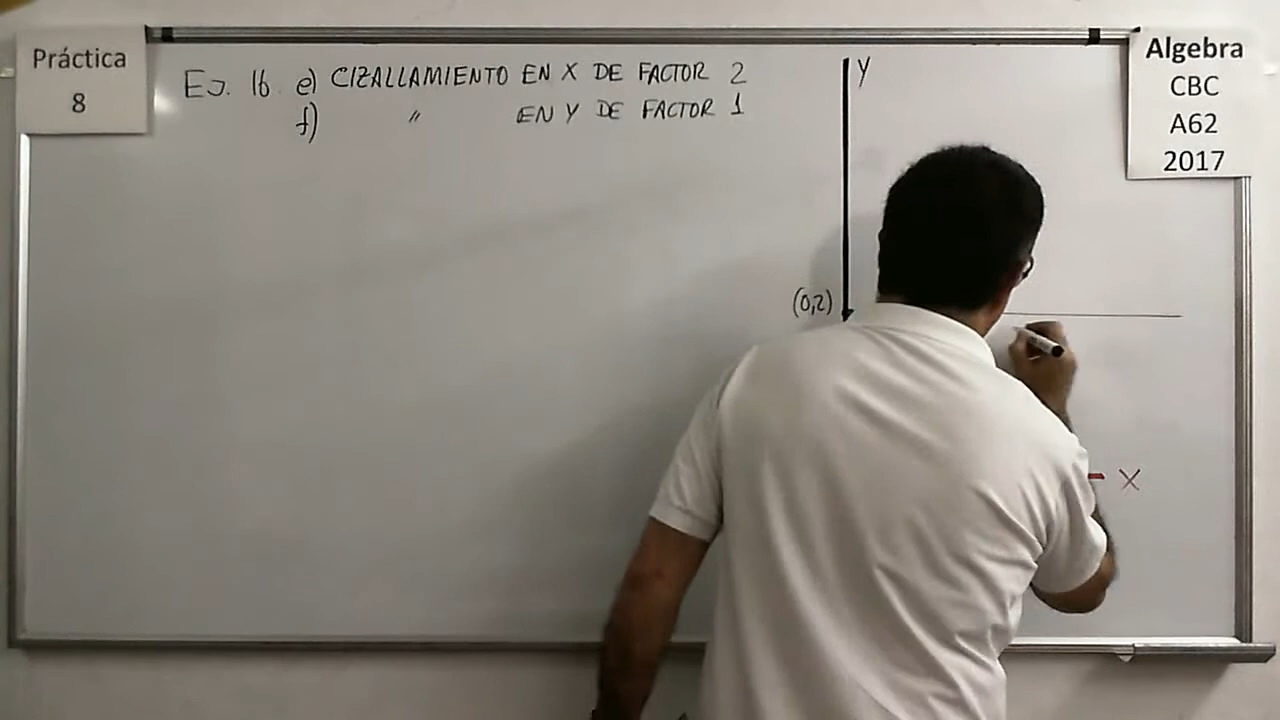 Práctica
8
Ej. 16 e) CIZALLAMIENTO EN X DE FACTOR 2
f) " EN Y DE FACTOR 1
Y
Algebra
CBC
A62
2017
(0,2)
X